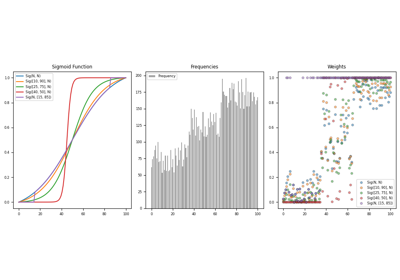 Sigmoid Function
Sig(N, N)
Sig([10, 90], N)
Sig([25, 75], N)
Sig([40, 50], N)
Sig(N, [15, 85])
1.0
0.8
0.6
0.4
0.2
0.0
0 20 40 60 80 100
Frequencies
Frequency
200
175
150
125
100
75
50
25
0
0 20 40 60 80 100
Weights
1.0
0.8
0.6
0.4
0.2
0.0
Sig(N, N)
Sig([10, 90], N)
Sig([25, 75], N)
Sig([40, 50], N)
Sig(N, [15, 85])
0 20 40 60 80 100